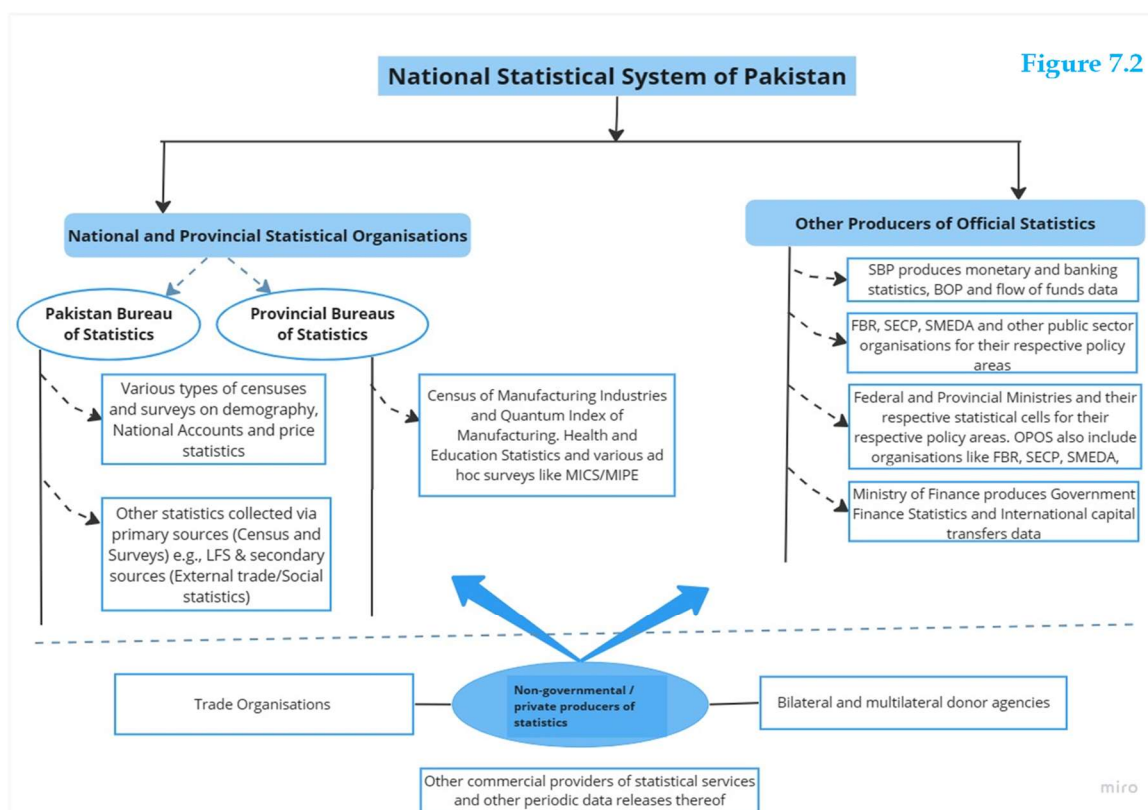 National Statistical System of Pakistan
Figure 7.2
National and Provincial Statistical Organisations
Other Producers of Official Statistics
Pakistan Bureau
of Statistics
Provincial Bureaus
of Statistics
Various types of censuses
and surveys on demography,
National Accounts and price
statistics
Other statistics collected via
primary sources (Census and
Surveys) e.g., LFS & secondary
sources (External trade/Social
statistics)
Census of Manufacturing Industries
and Quantum Index of
Manufacturing. Health and
Education Statistics and various ad
hoc surveys like MICS/MIPE
SBP produces monetary and banking
statistics, BOP and flow of funds data
FBR, SECP, SMEDA and other public sector
organisations for their respective policy
areas
Federal and Provincial Ministries and their
respective statistical cells for their
respective policy areas. OPOS also include
organisations like FBR, SECP, SMEDA,
Ministry of Finance produces Government
Finance Statistics and International capital
transfers data
Trade Organisations
Non-governmental /
private producers of
statistics
Bilateral and multilateral donor agencies
Other commercial providers of statistical services
and other periodic data releases thereof
miro